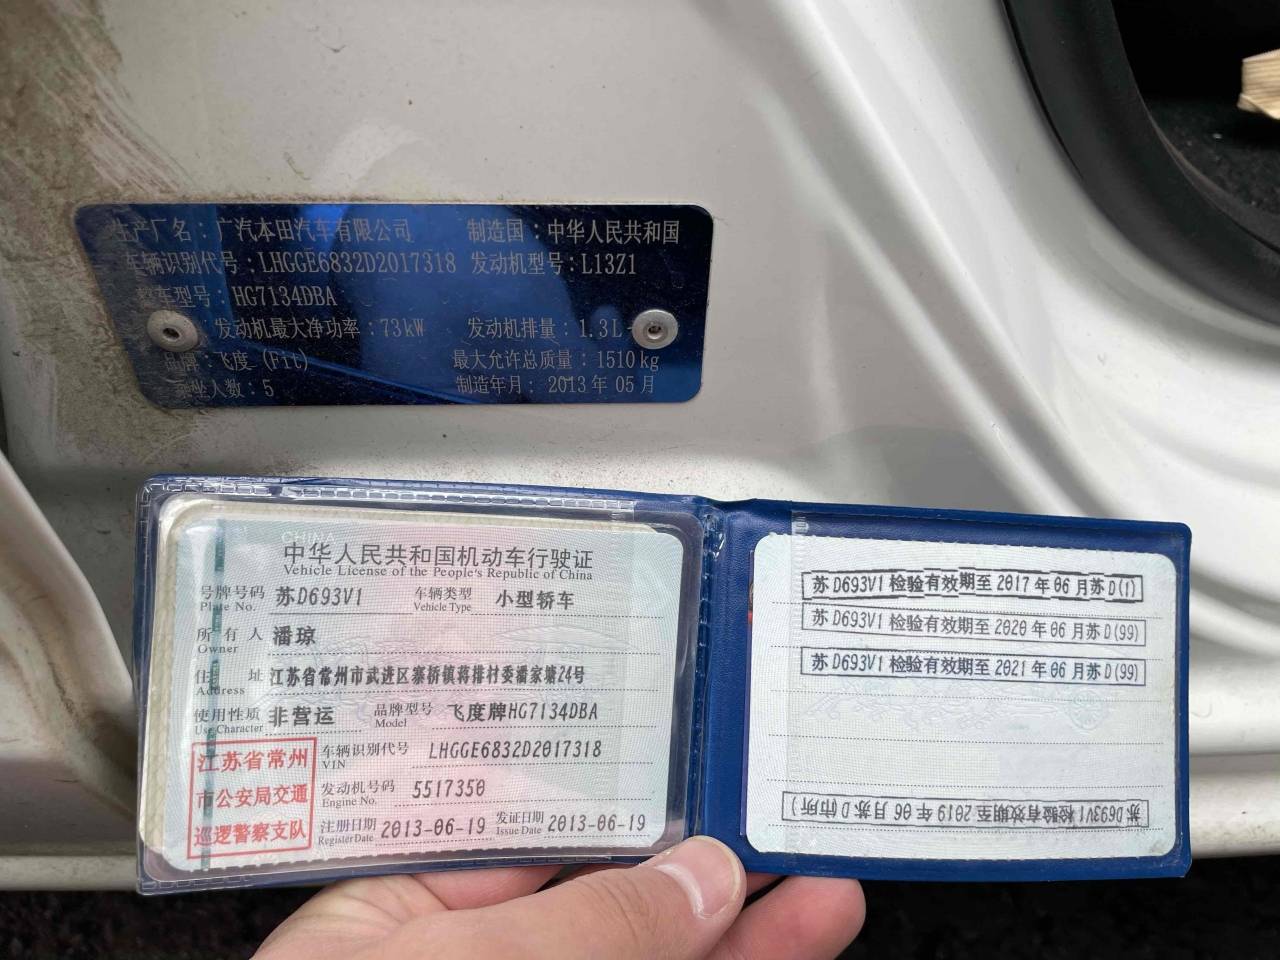 生产厂名：广汽本田汽车有限公司 制造国：中华人民共和国
车辆识别代号：LHGGE6832D2017318 发动机型号：L13Z1
整车型号：HG7134DBA
发动机最大净功率：73kW 发动机排量：1.3L
品牌：飞度(Fit) 最大允许总质量：1510kg
乘坐人数：5 制造年月：2013年05月
CHINA
中华人民共和国机动车行驶证
Vehicle License of the People's Republic of China
号牌号码 苏D693V1 车辆类型 小型轿车
Plate No. Vehicle Type
所有人 潘琼
Owner
住址 江苏省常州市武进区寨桥镇蒋排村委潘家塘24号
Address
使用性质 非营运 品牌型号 飞度牌HG7134DBA
Use Character Model
江苏省常州
市公安局交通
巡逻警察支队
车辆识别代号 LHGGE6832D2017318
VIN
发动机号码 5517350
Engine No.
注册日期 2013-06-19 发证日期 2013-06-19
Register Date Issue Date
苏D693V1检验有效期至2017年06月苏D(1)
苏D693V1检验有效期至2020年06月苏D(99)
苏D693V1检验有效期至2021年06月苏D(99)
苏D693V1检验有效期至2019年06月苏D(市所)